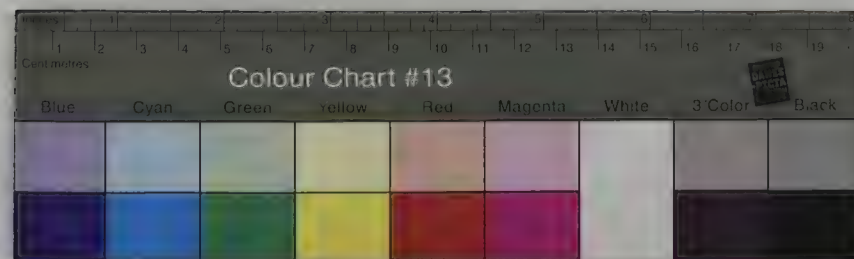 1 2 3 4 5 6 8
1 2 3 4 5 6 7 8 9 10 11 12 13 14 15 16 17 18 19
Centimetres
Colour Chart #13
Blue Cyan Green Yellow Red Magenta White 3/Color Black